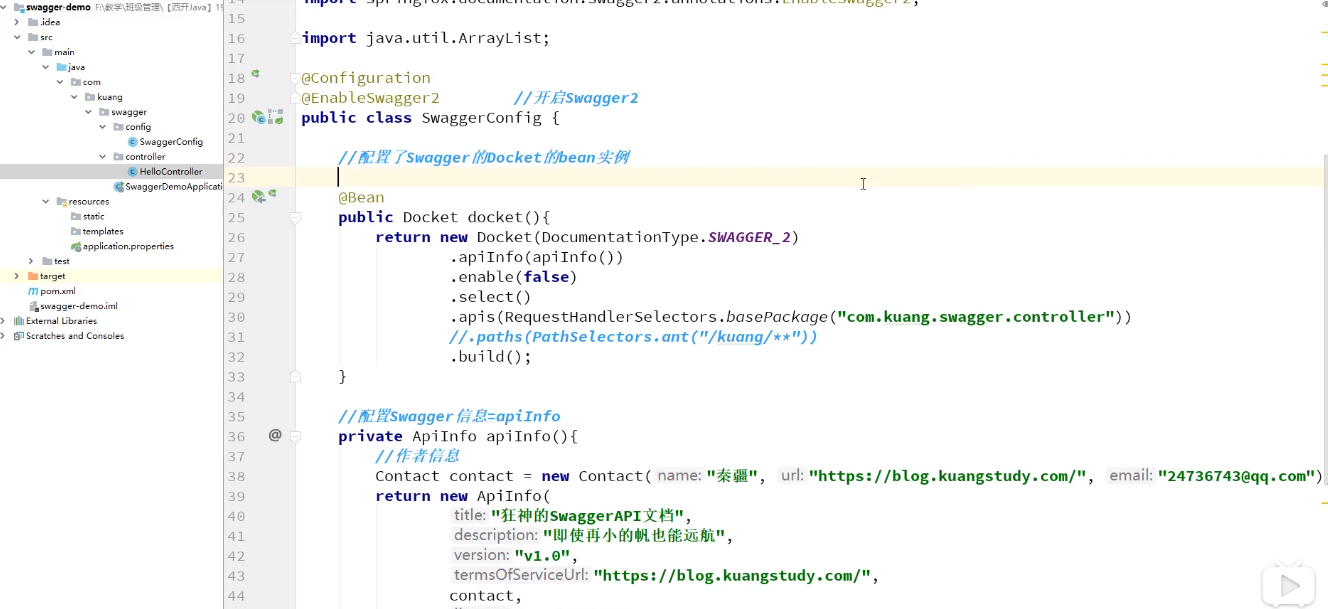 swagger-demo F:\教学\班级管理\【西开Java】19
.idea
src
main
java
com
kuang
swagger
config
SwaggerConfig
controller
HelloController
SwaggerDemoApplicati
resources
static
templates
application.properties
test
target
pom.xml
swagger-demo.iml
External Libraries
Scratches and Consoles
import springfox.documentation.swagger2.annotations.EnableSwagger2;
15
16 import java.util.ArrayList;
17
18 @Configuration
19 @EnableSwagger2 //开启Swagger2
20 public class SwaggerConfig {
21
22 //配置了Swagger的Docket的bean实例
23
24 @Bean
25 public Docket docket(){
26 return new Docket(DocumentationType.SWAGGER_2)
27 .apiInfo(apiInfo())
28 .enable(false)
29 .select()
30 .apis(RequestHandlerSelectors.basePackage("com.kuang.swagger.controller"))
31 //.paths(PathSelectors.ant("/kuang/**"))
32 .build();
33 }
34
35 //配置Swagger信息=apiInfo
36 @ private ApiInfo apiInfo(){
37 //作者信息
38 Contact contact = new Contact( name: "秦疆", url: "https://blog.kuangstudy.com/", email: "24736743@qq.com")
39 return new ApiInfo(
40 title: "狂神的SwaggerAPI文档",
41 description: "即使再小的帆也能远航",
42 version: "v1.0",
43 termsOfServiceUrl: "https://blog.kuangstudy.com/",
44 contact,